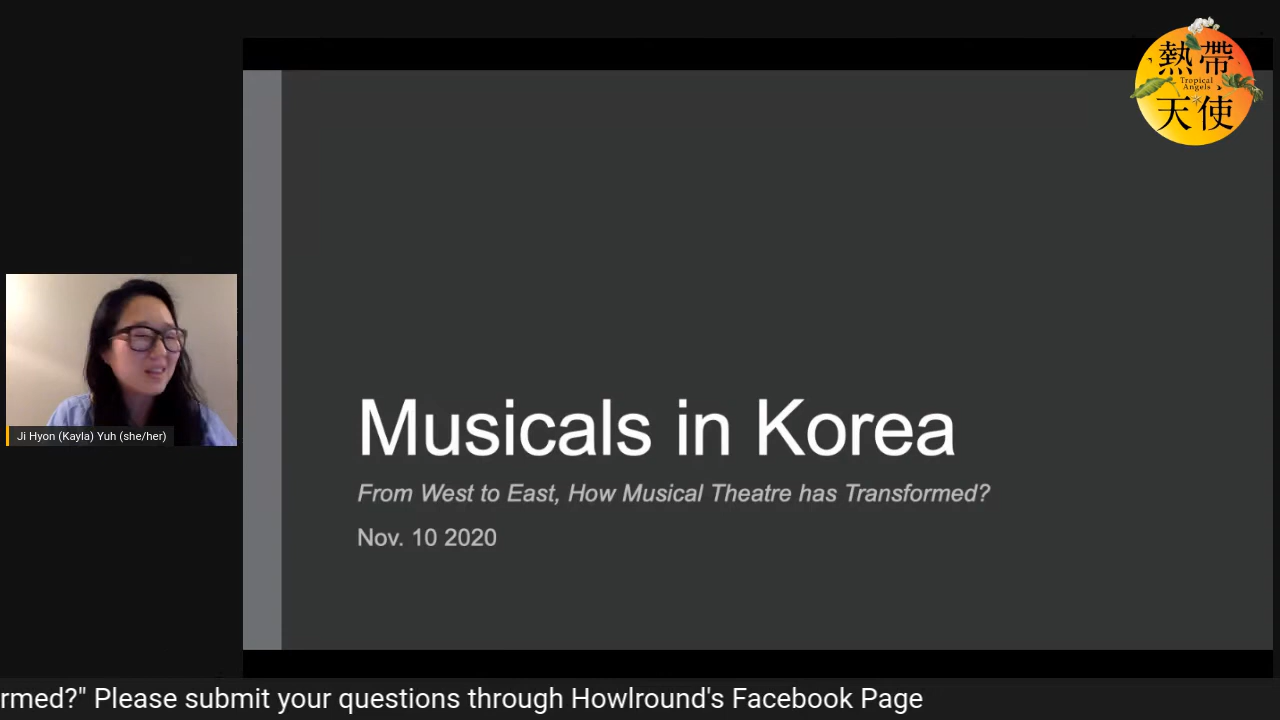 熱帶
Tropical
Angels
天使
Musicals in Korea
From West to East, How Musical Theatre has Transformed?
Nov. 10 2020
Ji Hyon (Kayla) Yuh (she/her)
rmed?" Please submit your questions through Howlround's Facebook Page